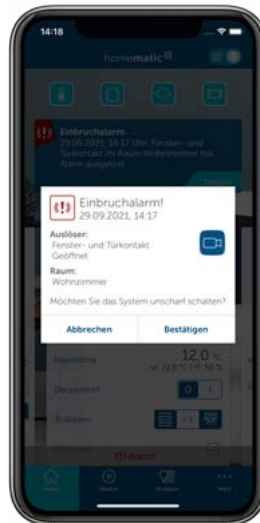 14:18
homematic IP
Einbruchalarm
29.09.2021, 14:17 Uhr: Fenster- und
Türkontakt im Raum Wohnzimmer hat
Alarm ausgelöst
Einbruchalarm!
29.09.2021, 14:17
Auslöser:
Fenster- und Türkontakt
Geöffnet
Raum:
Wohnzimmer
Möchten Sie das System unscharf schalten?
Abbrechen Bestätigen
Raumklima 12,0 °C
Deckenlicht
Rollläden
Alarm